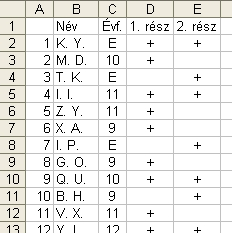 A B C D E
1 Név Évf. 1. rész 2. rész
2 1 K. Y. E + +
3 2 M. D. 10 +
4 3 T. K. E +
5 4 I. I. 11 + +
6 5 Z. Y. 11 +
7 6 X. A. 9 +
8 7 I. P. E +
9 8 G. O. 9 +
10 9 Q. U. 10 + +
11 10 B. H. 9 +
12 11 V. X. 11 +
13 12 Y. 12 + +